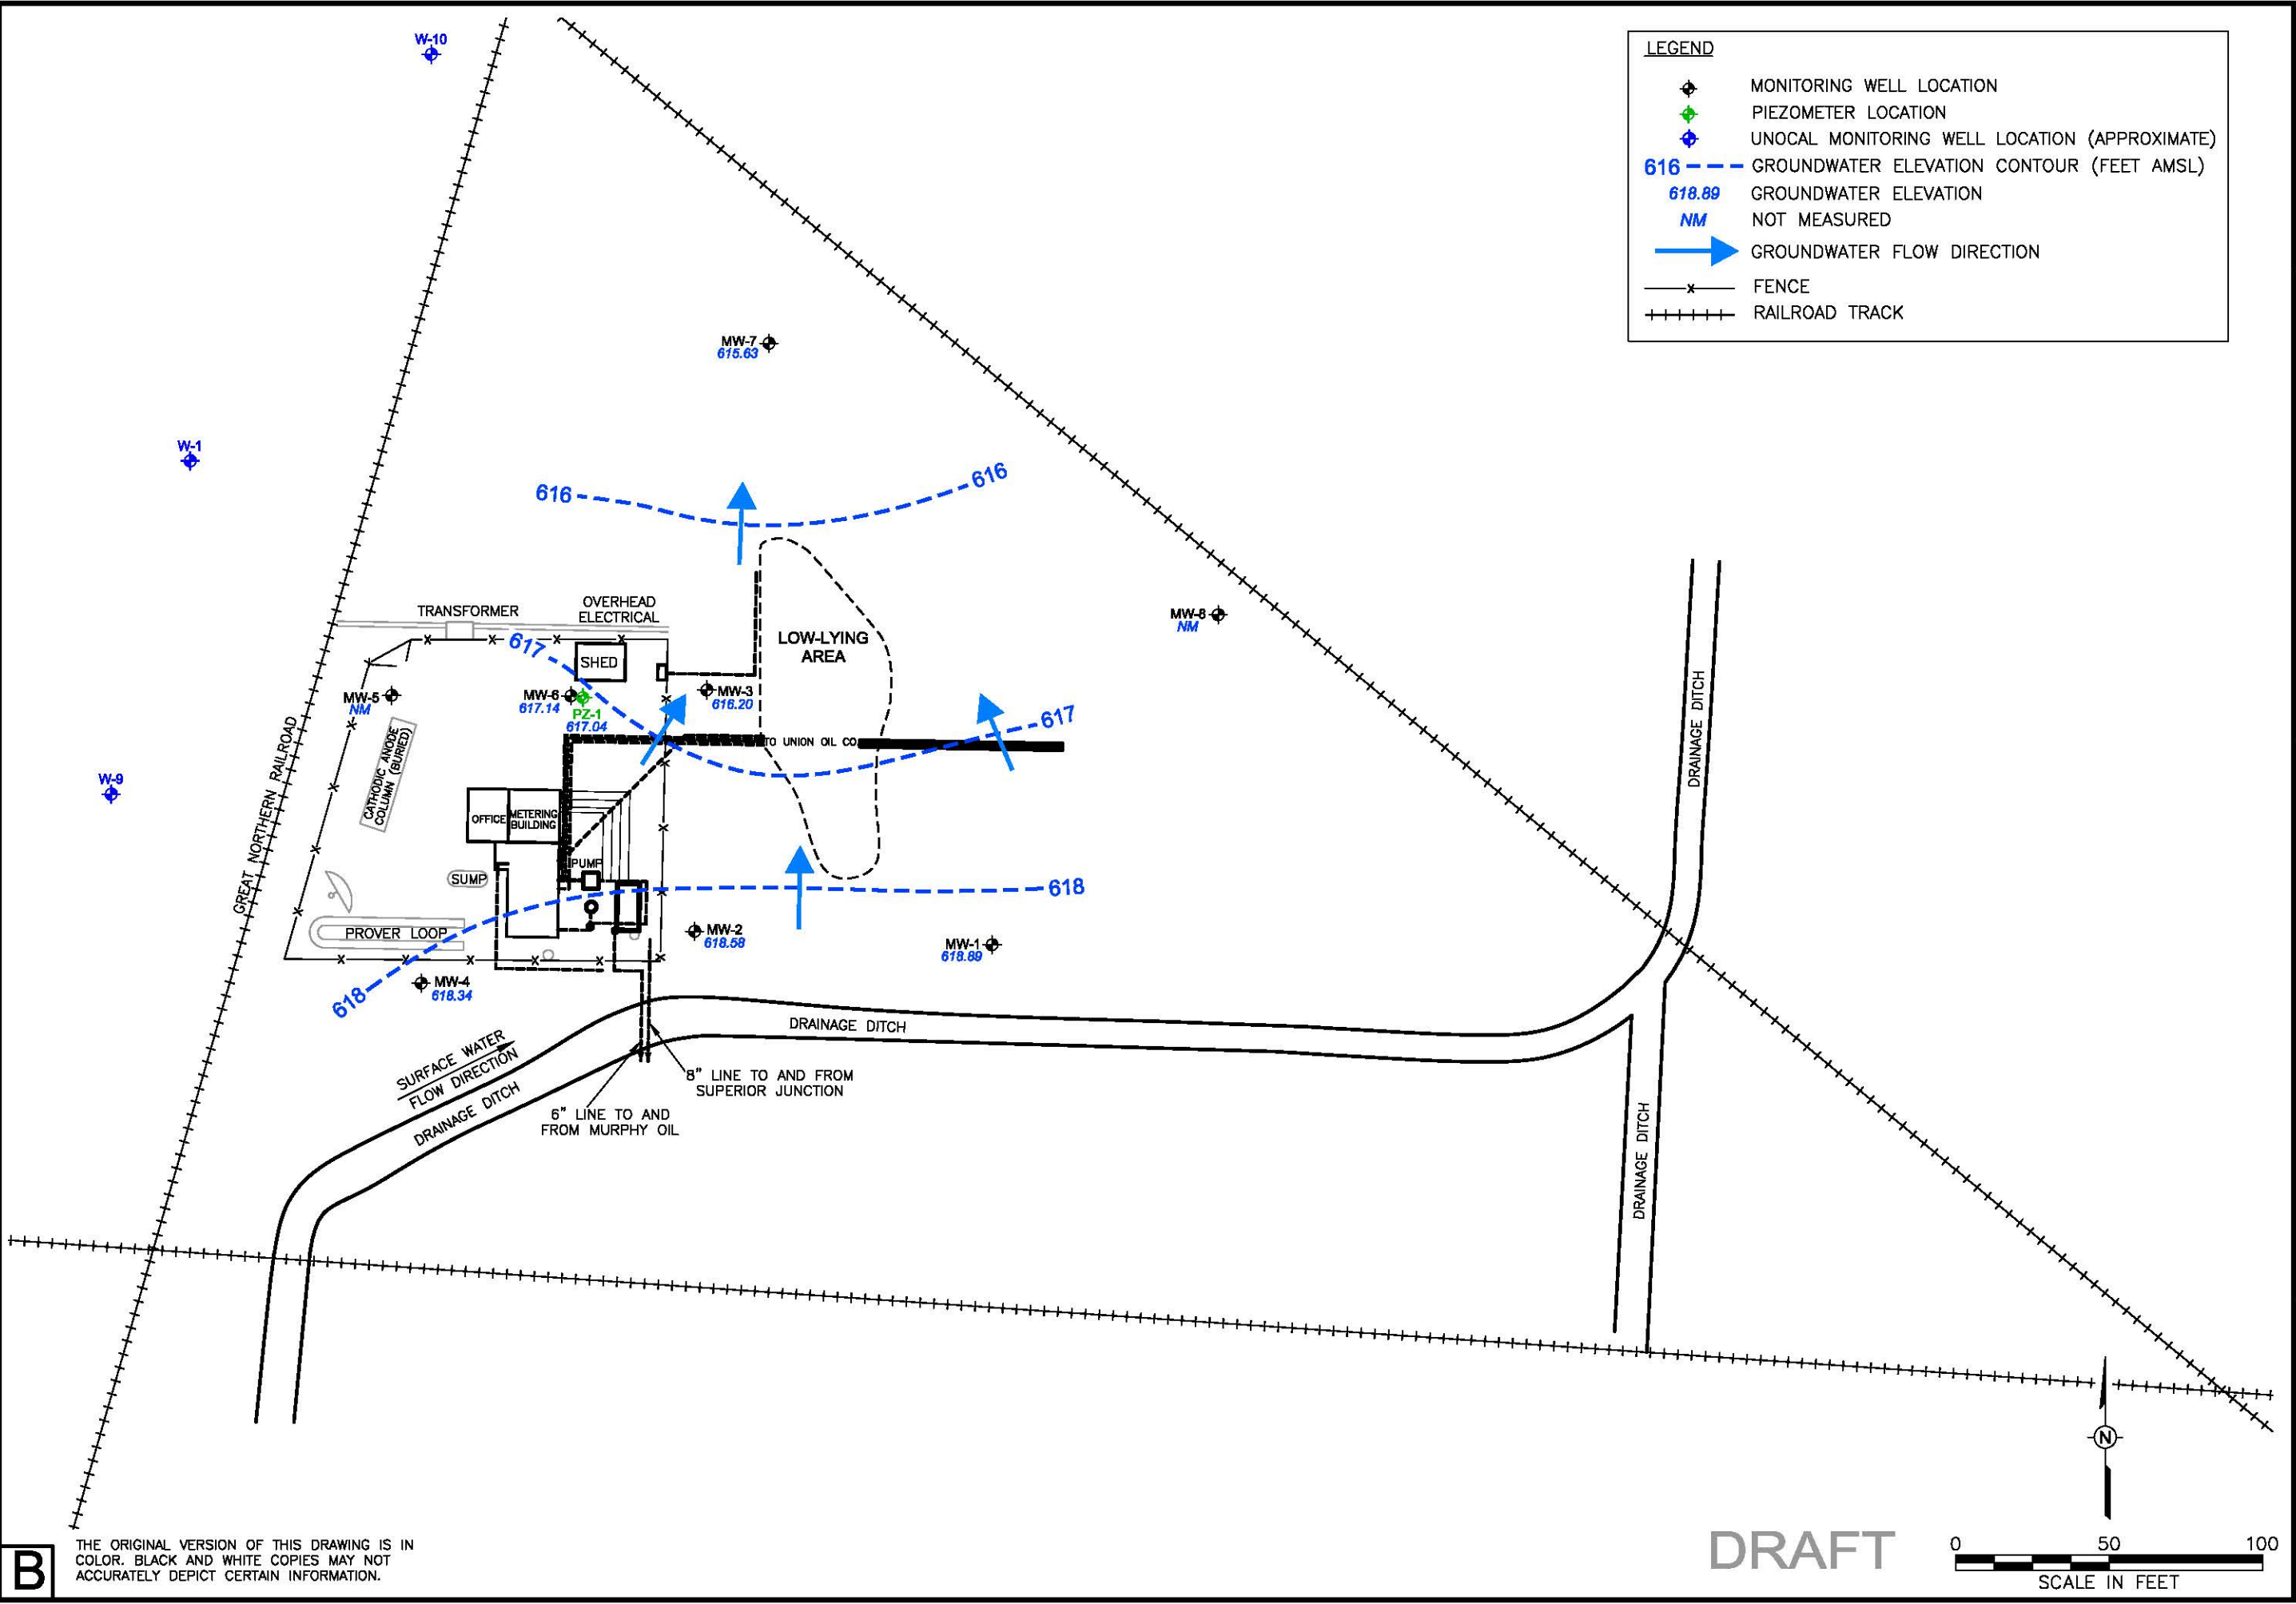 W-10
LEGEND
MONITORING WELL LOCATION
PIEZOMETER LOCATION
UNOCAL MONITORING WELL LOCATION (APPROXIMATE)
616 GROUNDWATER ELEVATION CONTOUR (FEET AMSL)
618.89 GROUNDWATER ELEVATION
NM NOT MEASURED
GROUNDWATER FLOW DIRECTION
FENCE
RAILROAD TRACK
MW-7
615.63
W-1
616
616
TRANSFORMER
OVERHEAD
ELECTRICAL
617
SHED
LOW-LYING
AREA
MW-8
NM
MW-5
NM
MW-6
617.14
PZ-1
617.04
MW-3
616.20
617
TO UNION OIL CO.
DRAINAGE DITCH
GREAT NORTHERN RAILROAD
CATHODIC ANODE
COLUMN (BURIED)
W-9
OFFICE
METERING
BUILDING
PUMP
SUMP
618
PROVER LOOP
MW-2
618.58
MW-1
618.89
618
MW-4
618.34
DRAINAGE DITCH
SURFACE WATER
FLOW DIRECTION
DRAINAGE DITCH
8" LINE TO AND FROM
SUPERIOR JUNCTION
6" LINE TO AND
FROM MURPHY OIL
DRAINAGE DITCH
N
THE ORIGINAL VERSION OF THIS DRAWING IS IN
COLOR. BLACK AND WHITE COPIES MAY NOT
ACCURATELY DEPICT CERTAIN INFORMATION.
B
DRAFT
0 50 100
SCALE IN FEET